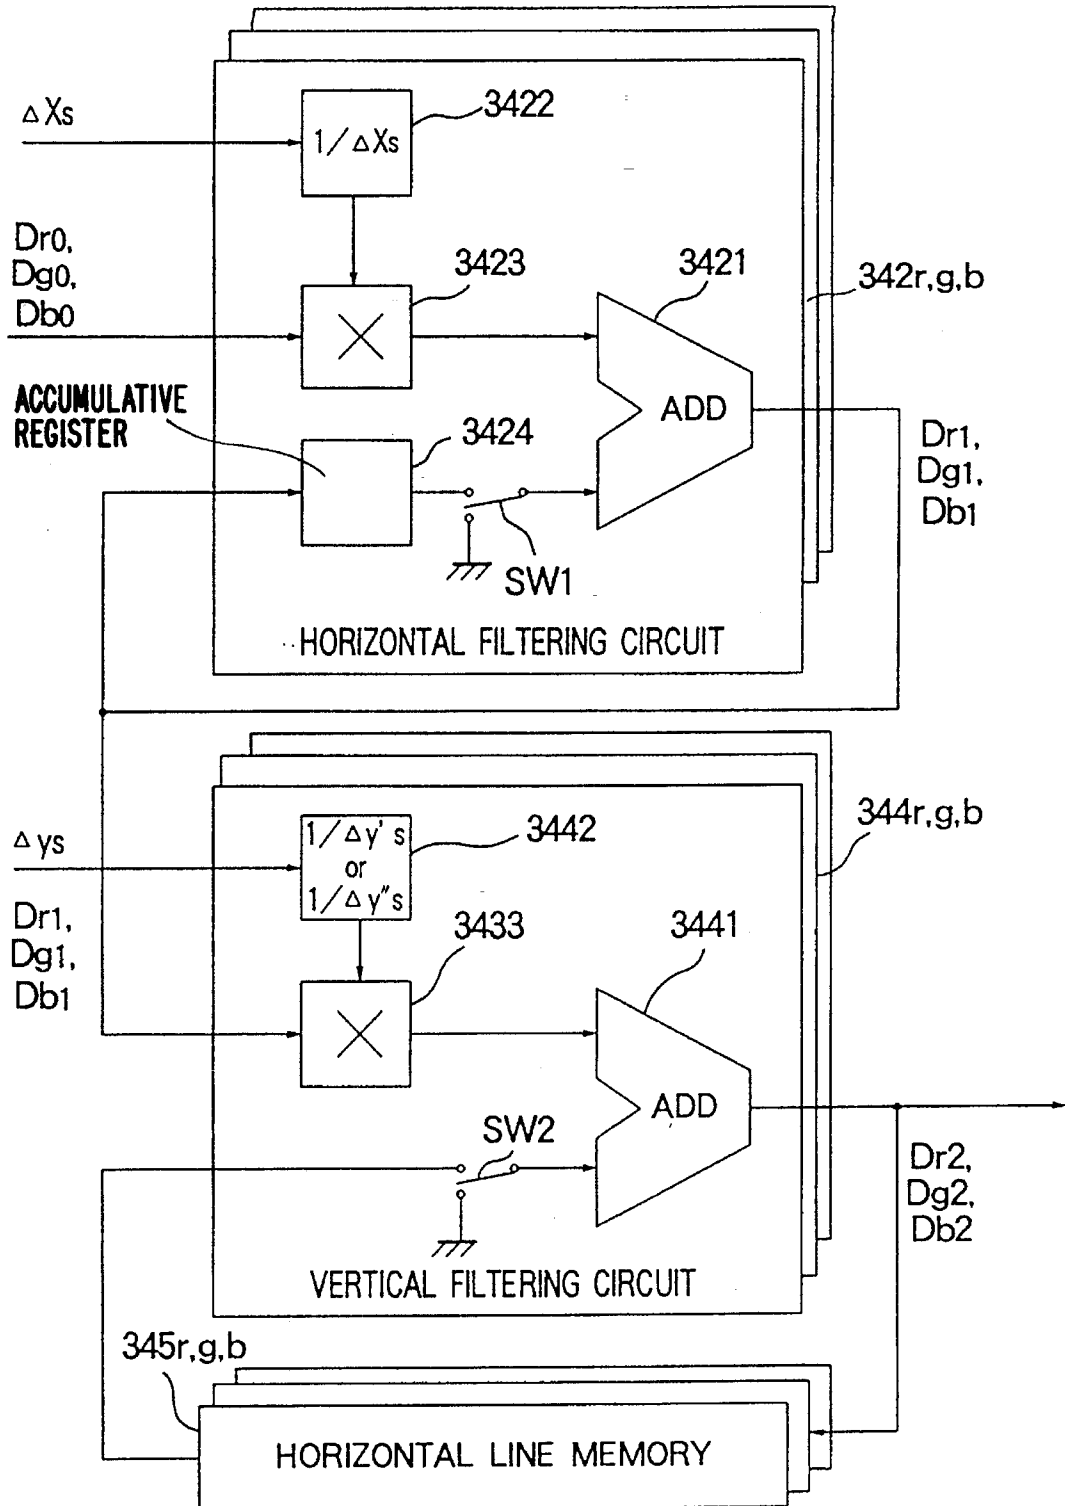 ΔXs
3422
1/ΔXs
Dr0,
Dg0,
Db0
3423
3421
342r,g,b
ACCUMULATIVE
REGISTER
3424
ADD
Dr1,
Dg1,
Db1
SW1
HORIZONTAL FILTERING CIRCUIT
Δys
1/Δy's
or
1/Δy"s
3442
344r,g,b
Dr1,
Dg1,
Db1
3433
3441
ADD
SW2
Dr2,
Dg2,
Db2
VERTICAL FILTERING CIRCUIT
345r,g,b
HORIZONTAL LINE MEMORY